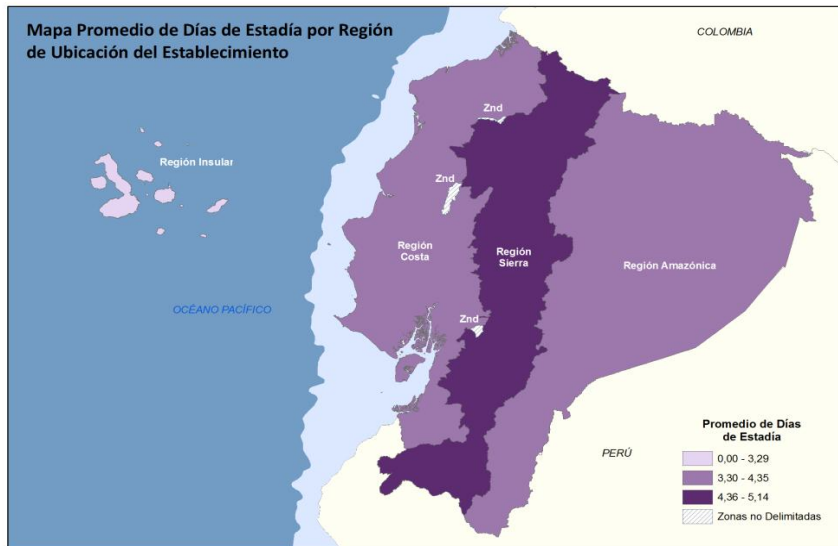 Mapa Promedio de Días de Estadía por Región
de Ubicación del Establecimiento
COLOMBIA
Znd
Región Insular
Znd
Región
Costa
Región
Sierra
Región Amazónica
OCÉANO PACÍFICO
Znd
PERÚ
Promedio de Días
de Estadía
0,00 - 3,29
3,30 - 4,35
4,36 - 5,14
Zonas no Delimitadas